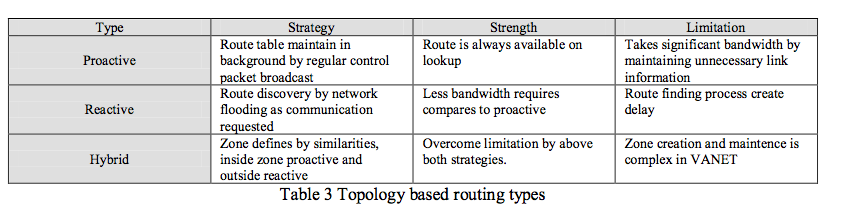 Type Strategy Strength Limitation
Proactive
Route table maintain in
background by regular control
packet broadcast
Route is always available on
lookup
Takes significant bandwidth by
maintaining unnecessary link
information
Reactive
Route discovery by network
flooding as communication
requested
Less bandwidth requires
compares to proactive
Route finding process create
delay
Hybrid
Zone defines by similarities,
inside zone proactive and
outside reactive
Overcome limitation by above
both strategies.
Zone creation and maintence is
complex in VANET
Table 3 Topology based routing types